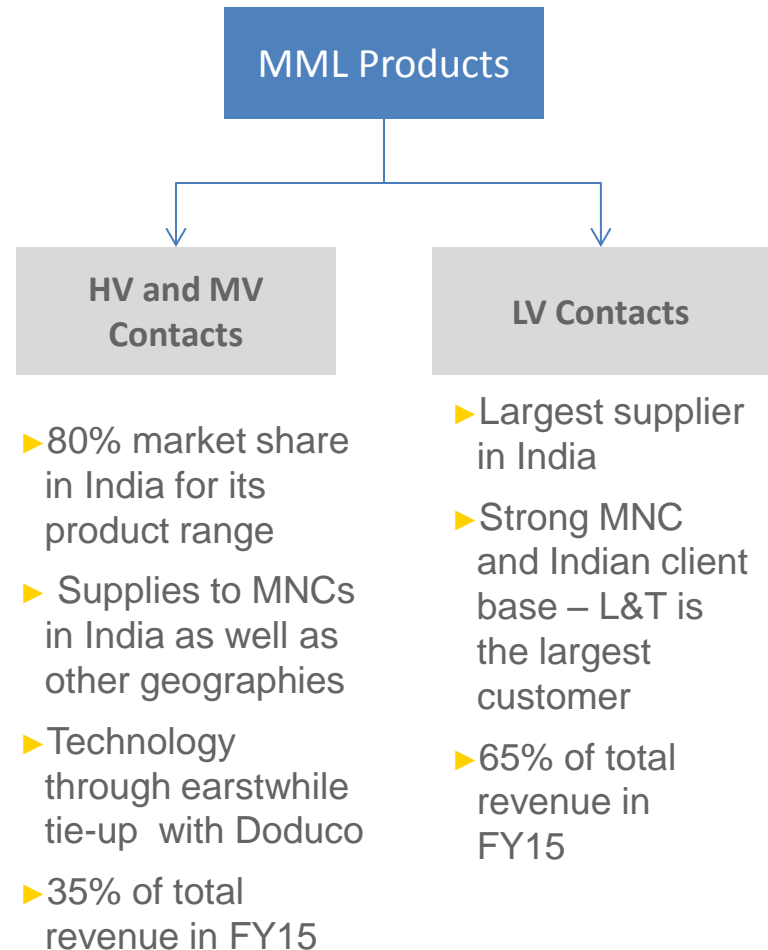 MML Products
HV and MV
Contacts
►80% market share
in India for its
product range
► Supplies to MNCs
in India as well as
other geographies
►Technology
through earstwhile
tie-up with Doduco
►35% of total
revenue in FY15
LV Contacts
►Largest supplier
in India
►Strong MNC
and Indian client
base – L&T is
the largest
customer
►65% of total
revenue in
FY15